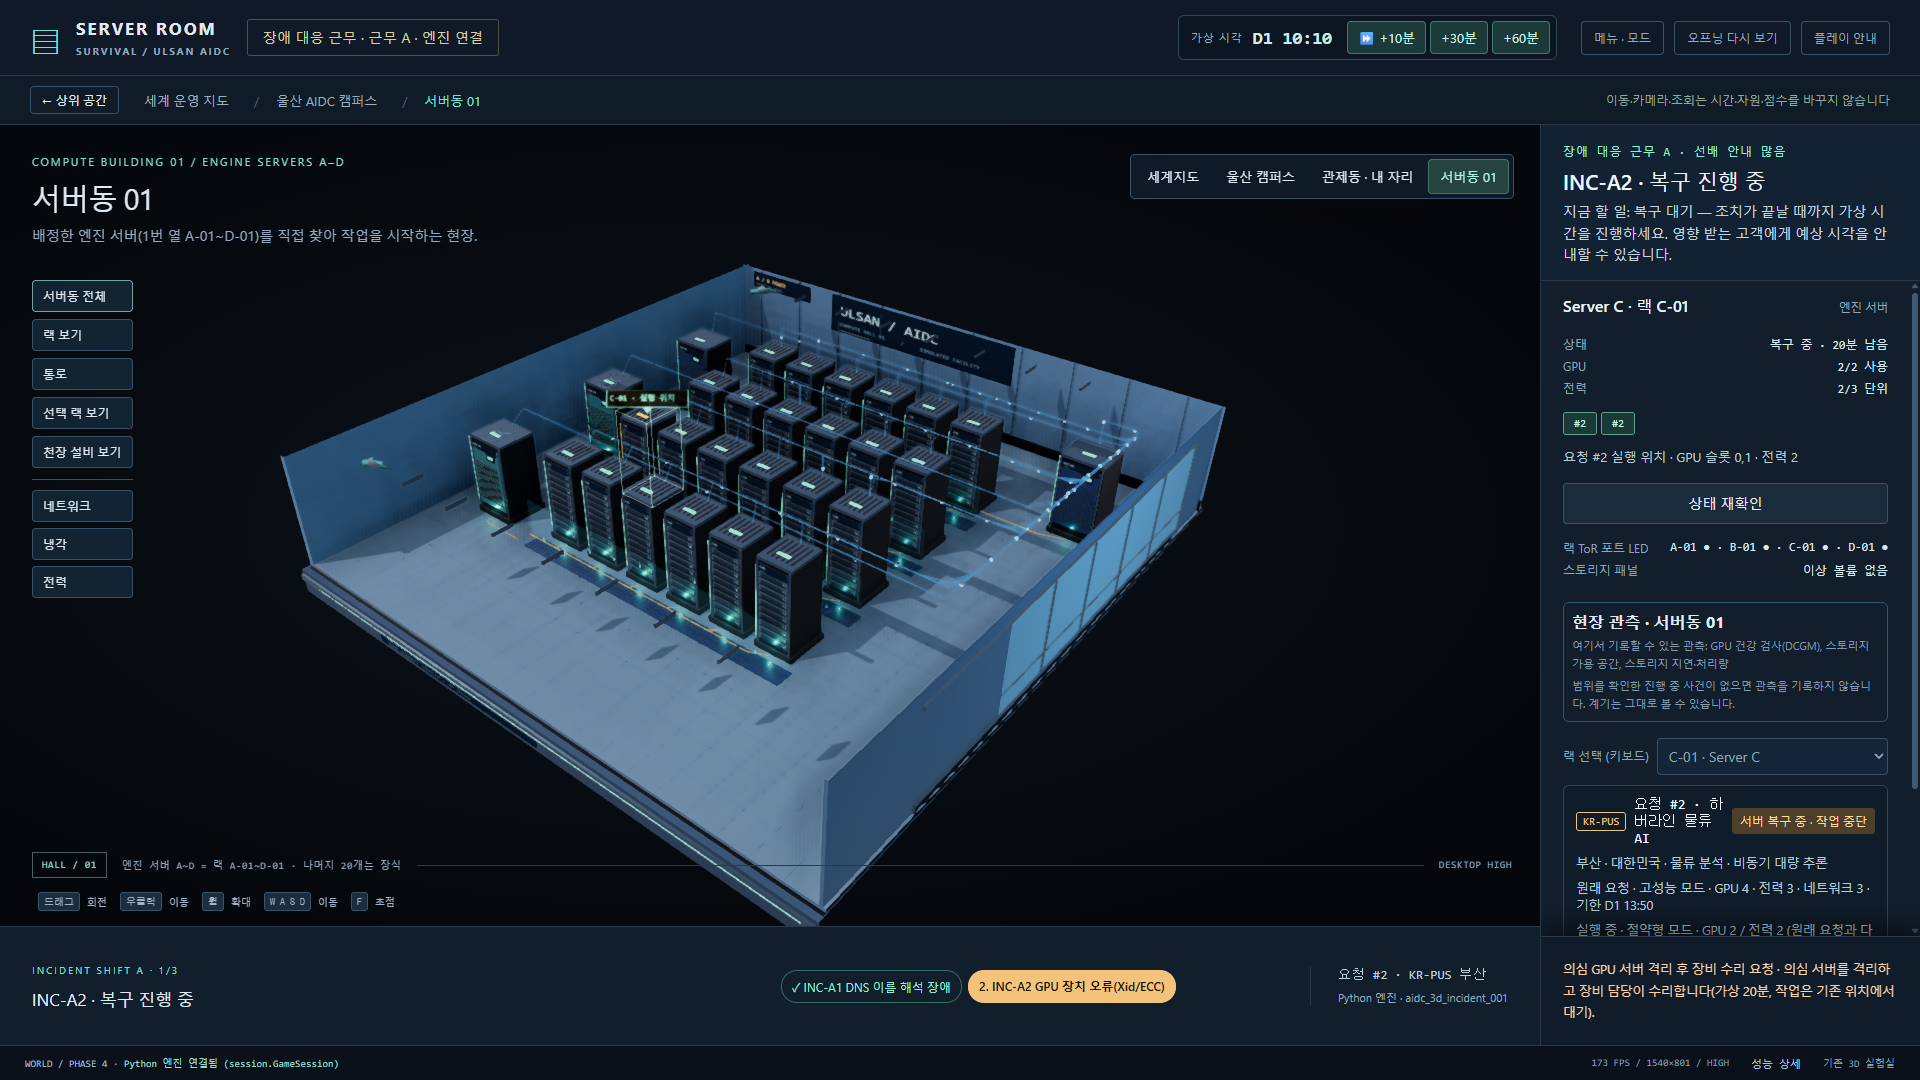 SERVER ROOM
SURVIVAL / ULSAN AIDC
장애 대응 근무 · 근무 A · 엔진 연결
가상 시각 D1 10:10
⏩ +10분
+30분
+60분
메뉴 · 모드
오프닝 다시 보기
플레이 안내
← 상위 공간
세계 운영 지도 / 울산 AIDC 캠퍼스 / 서버동 01
이동·카메라·조회는 시간·자원·점수를 바꾸지 않습니다
COMPUTE BUILDING 01 / ENGINE SERVERS A–D
서버동 01
배정한 엔진 서버(1번 열 A-01~D-01)를 직접 찾아 작업을 시작하는 현장.
세계지도
울산 캠퍼스
관제동 · 내 자리
서버동 01
서버동 전체
랙 보기
통로
선택 랙 보기
천장 설비 보기
네트워크
냉각
전력
ULSAN / AIDC
C-01 · 실행 위치
HALL / 01
엔진 서버 A~D = 랙 A-01~D-01 · 나머지 20개는 장식
DESKTOP HIGH
드래그 회전
우클릭 이동
휠 확대
W A S D 이동
F 초점
장애 대응 근무 A · 선배 안내 많음
INC-A2 · 복구 진행 중
지금 할 일: 복구 대기 — 조치가 끝날 때까지 가상 시
간을 진행하세요. 영향 받는 고객에게 예상 시각을 안
내할 수 있습니다.
Server C · 랙 C-01
엔진 서버
상태 복구 중 · 20분 남음
GPU 2/2 사용
전력 2/3 단위
#2
#2
요청 #2 실행 위치 · GPU 슬롯 0,1 · 전력 2
상태 재확인
랙 ToR 포트 LED A-01 ● · B-01 ● · C-01 ● · D-01 ●
스토리지 패널 이상 볼륨 없음
현장 관측 · 서버동 01
여기서 기록할 수 있는 관측: GPU 건강 검사(DCGM), 스토리지
가용 공간, 스토리지 지연·처리량
범위를 확인한 진행 중 사건이 없으면 관측을 기록하지 않습니
다. 계기는 그대로 볼 수 있습니다.
랙 선택 (키보드)
C-01 · Server C
KR-PUS
요청 #2 · 하
버라인 물류
AI
서버 복구 중 · 작업 중단
부산 · 대한민국 · 물류 분석 · 비동기 대량 추론
원래 요청 · 고성능 모드 · GPU 4 · 전력 3 · 네트워크 3 ·
기한 D1 13:50
실행 중 · 절약형 모드 · GPU 2 / 전력 2 (원래 요청과 다
의심 GPU 서버 격리 후 장비 수리 요청 · 의심 서버를 격리하
고 장비 담당이 수리합니다(가상 20분, 작업은 기존 위치에서
대기).
INCIDENT SHIFT A · 1/3
INC-A2 · 복구 진행 중
✓ INC-A1 DNS 이름 해석 장애
2. INC-A2 GPU 장치 오류(Xid/ECC)
요청 #2 · KR-PUS 부산
Python 엔진 · aidc_3d_incident_001
WORLD / PHASE 4 · Python 엔진 연결됨 (session.GameSession)
173 FPS / 1540×801 / HIGH
성능 상세
기존 3D 실험실